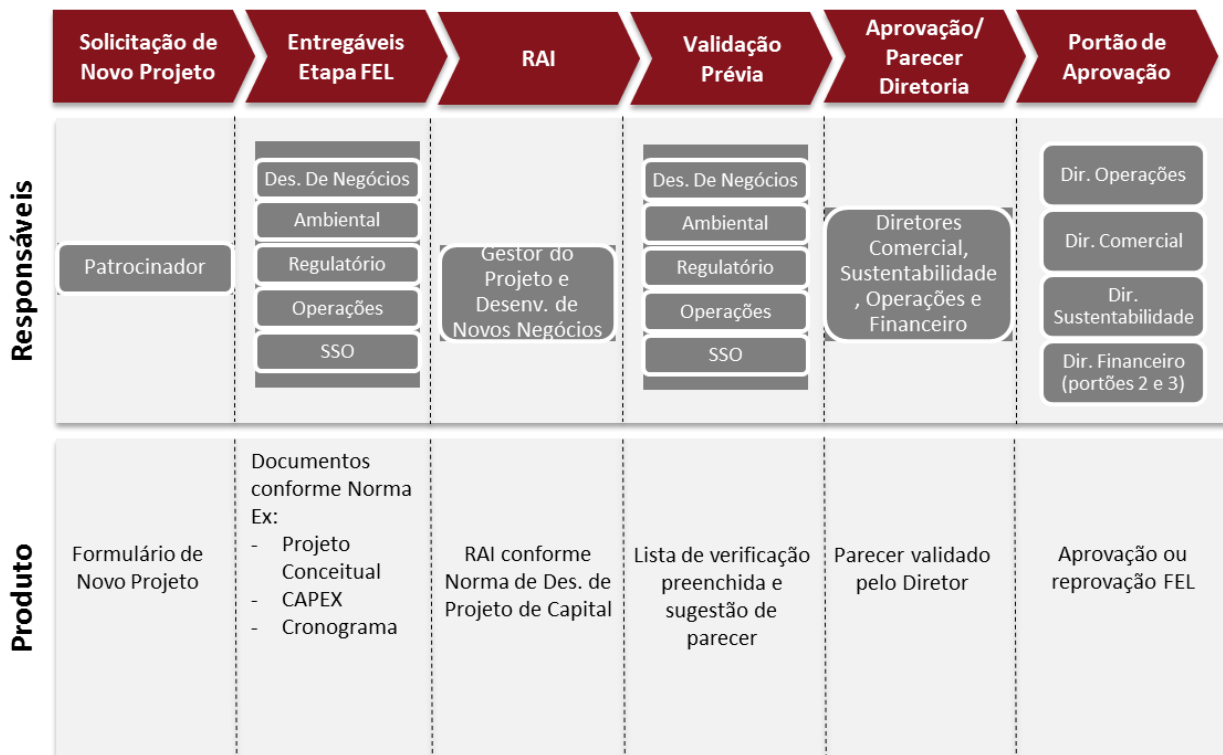 Solicitação de
Novo Projeto
Entregáveis
Etapa FEL
RAI
Validação
Prévia
Aprovação/
Parecer
Diretoria
Portão de
Aprovação
Responsáveis
Patrocinador
Des. De Negócios
Ambiental
Regulatório
Operações
SSO
Gestor do
Projeto e
Desenv. de
Novos Negócios
Des. De Negócios
Ambiental
Regulatório
Operações
SSO
Diretores
Comercial,
Sustentabilidade
, Operações e
Financeiro
Dir. Operações
Dir. Comercial
Dir.
Sustentabilidade
Dir. Financeiro
(portões 2 e 3)
Produto
Formulário de
Novo Projeto
Documentos
conforme Norma
Ex:
- Projeto
Conceitual
- CAPEX
- Cronograma
RAI conforme
Norma de Des. de
Projeto de Capital
Lista de verificação
preenchida e
sugestão de
parecer
Parecer validado
pelo Diretor
Aprovação ou
reprovação FEL